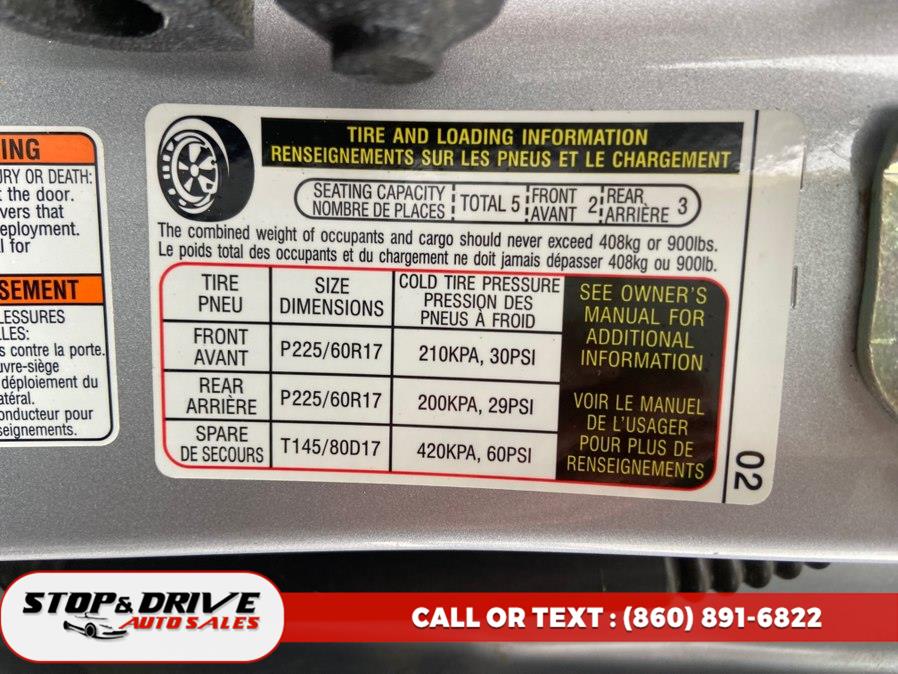 TIRE AND LOADING INFORMATION
RENSEIGNEMENTS SUR LES PNEUS ET LE CHARGEMENT
SEATING CAPACITY
NOMBRE DE PLACES
TOTAL 5
FRONT
AVANT
2
REAR
ARRIÈRE
3
The combined weight of occupants and cargo should never exceed 408kg or 900lbs.
Le poids total des occupants et du chargement ne doit jamais dépasser 408kg ou 900lb.
TIRE
PNEU
SIZE
DIMENSIONS
COLD TIRE PRESSURE
PRESSION DES
PNEUS À FROID
FRONT
AVANT
P225/60R17
210KPA, 30PSI
REAR
ARRIÈRE
P225/60R17
200KPA, 29PSI
SPARE
DE SECOURS
T145/80D17
420KPA, 60PSI
SEE OWNER'S
MANUAL FOR
ADDITIONAL
INFORMATION
VOIR LE MANUEL
DE L'USAGER
POUR PLUS DE
RENSEIGNEMENTS
02
ING
URY OR DEATH:
t the door.
vers that
eployment.
l for
SEMENT
LESSURES
LLES:
s contre la porte.
uvre-siège
déploiement du
atéral.
onducteur pour
seignements.
STOP & DRIVE
AUTO SALES
CALL OR TEXT : (860) 891-6822